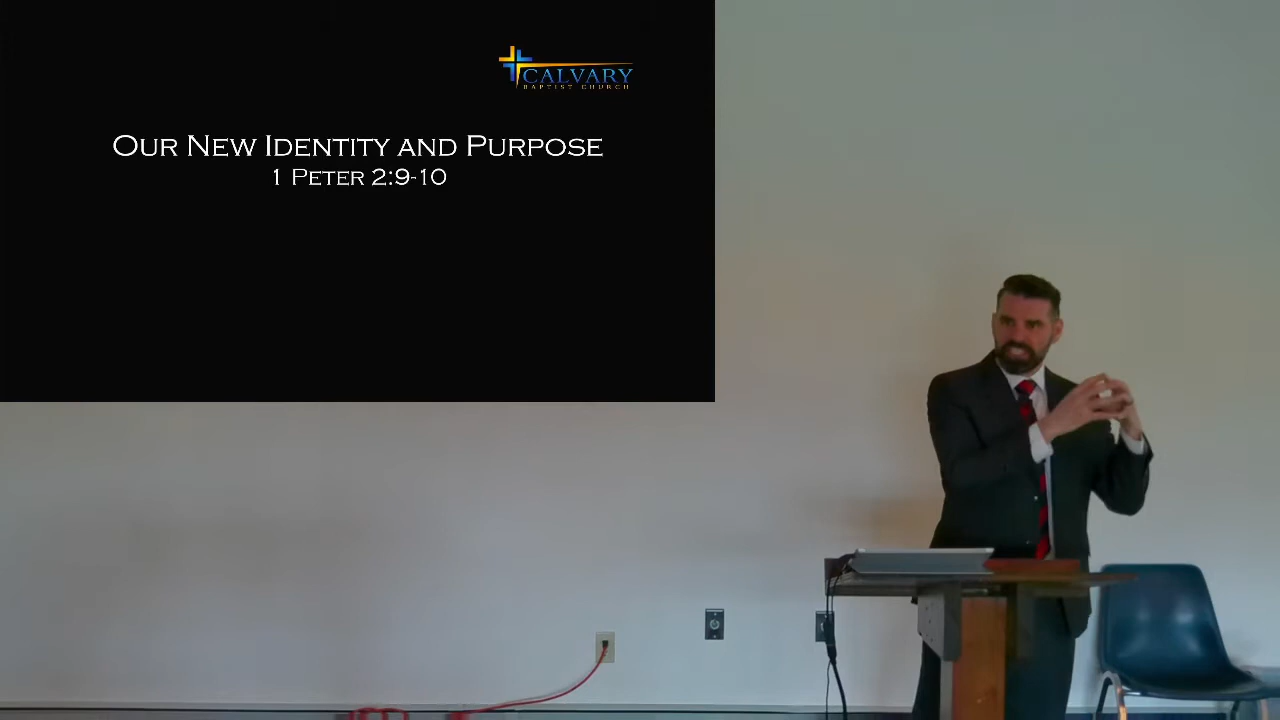 CALVARY
BAPTIST CHURCH
OUR NEW IDENTITY AND PURPOSE
1 PETER 2:9-10